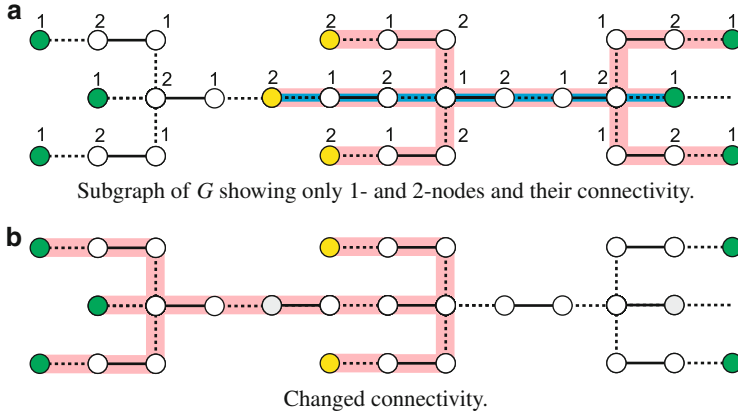 a
1 2 1 2 1 2 1 2 1
1 2 1 2 1 2 1 2 1 2 1
1 2 1 2 1 2 1 2 1
Subgraph of G showing only 1- and 2-nodes and their connectivity.
b
Changed connectivity.